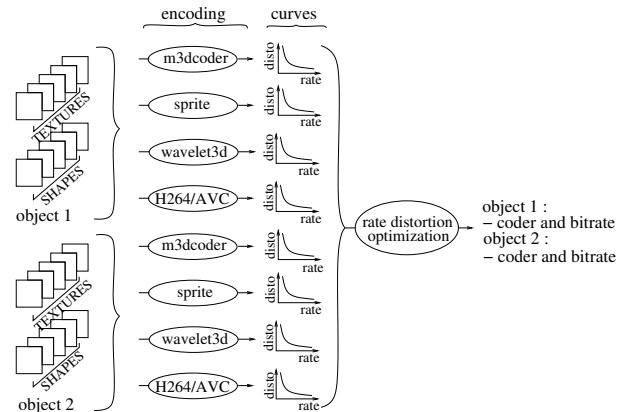 encoding
curves
m3dcoder
disto
rate
sprite
disto
rate
TEXTURES
wavelet3d
disto
rate
SHAPES
H264/AVC
disto
rate
object 1
rate distortion
optimization
object 1 :
– coder and bitrate
object 2 :
– coder and bitrate
m3dcoder
disto
rate
sprite
disto
rate
TEXTURES
wavelet3d
disto
rate
SHAPES
H264/AVC
disto
rate
object 2